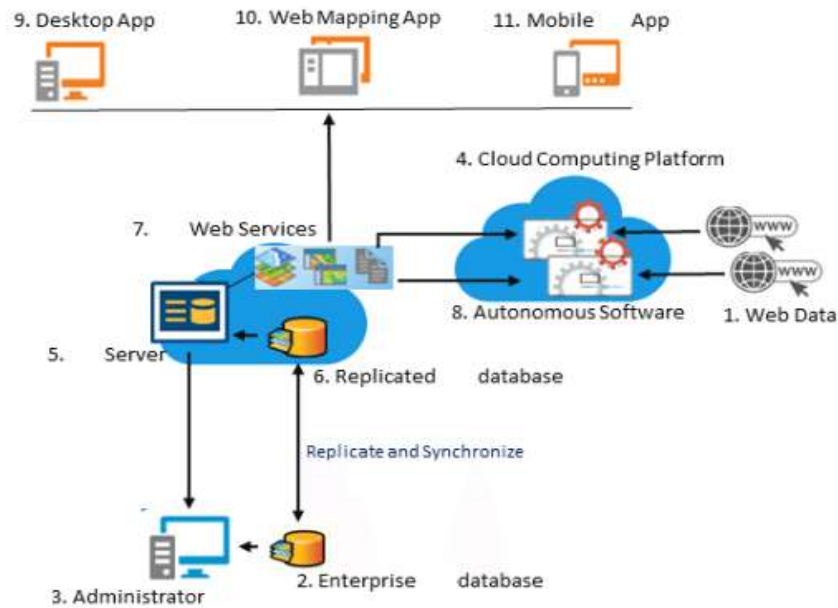 9. Desktop App
10. Web Mapping App
11. Mobile App
4. Cloud Computing Platform
7. Web Services
www
www
8. Autonomous Software
1. Web Data
5. Server
6. Replicated database
Replicate and Synchronize
2. Enterprise database
3. Administrator